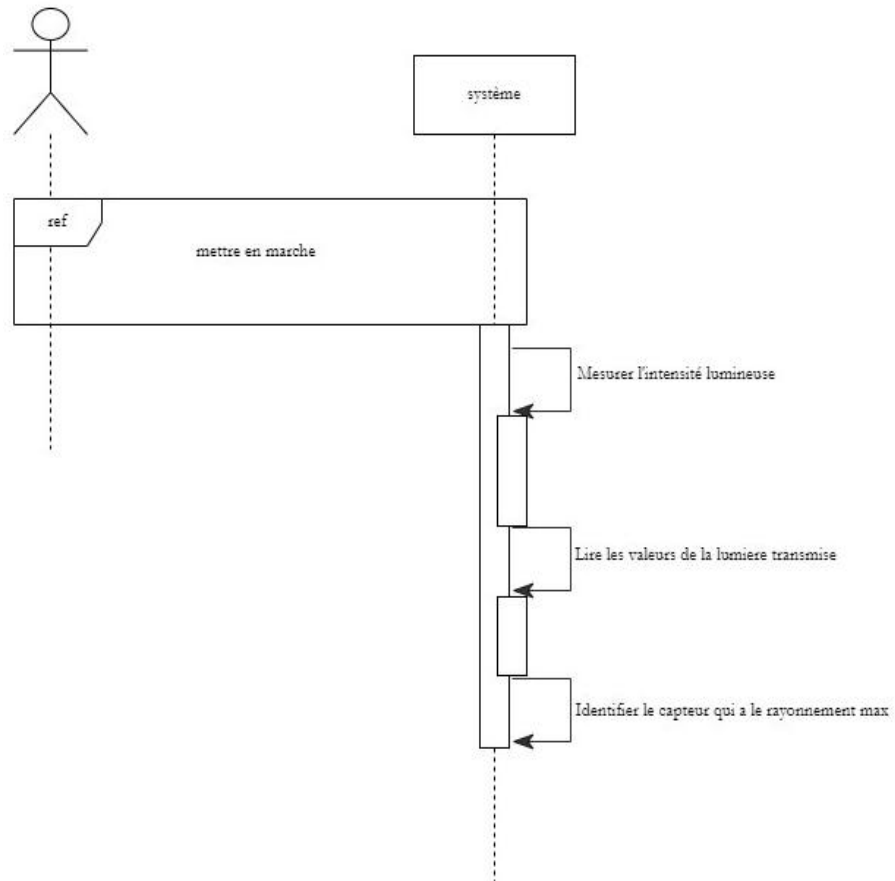 système
ref
mettre en marche
Mesurer l'intensité lumineuse
Lire les valeurs de la lumiere transmise
Identifier le capteur qui a le rayonnement max